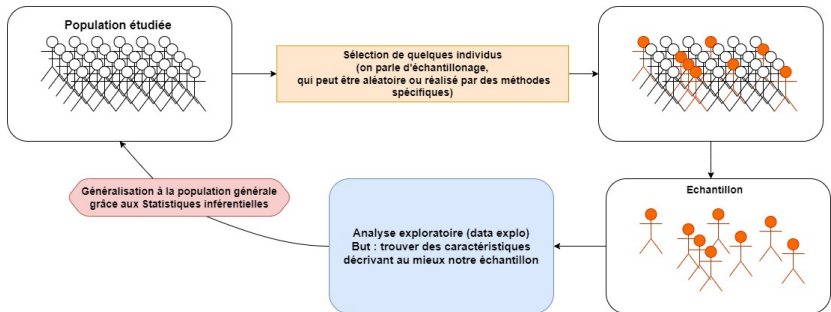 Population étudiée
Sélection de quelques individus
(on parle d'échantillonage,
qui peut être aléatoire ou réalisé par des méthodes
spécifiques)
Echantillon
Analyse exploratoire (data explo)
But : trouver des caractéristiques
décrivant au mieux notre échantillon
Généralisation à la population générale
grâce aux Statistiques inférentielles